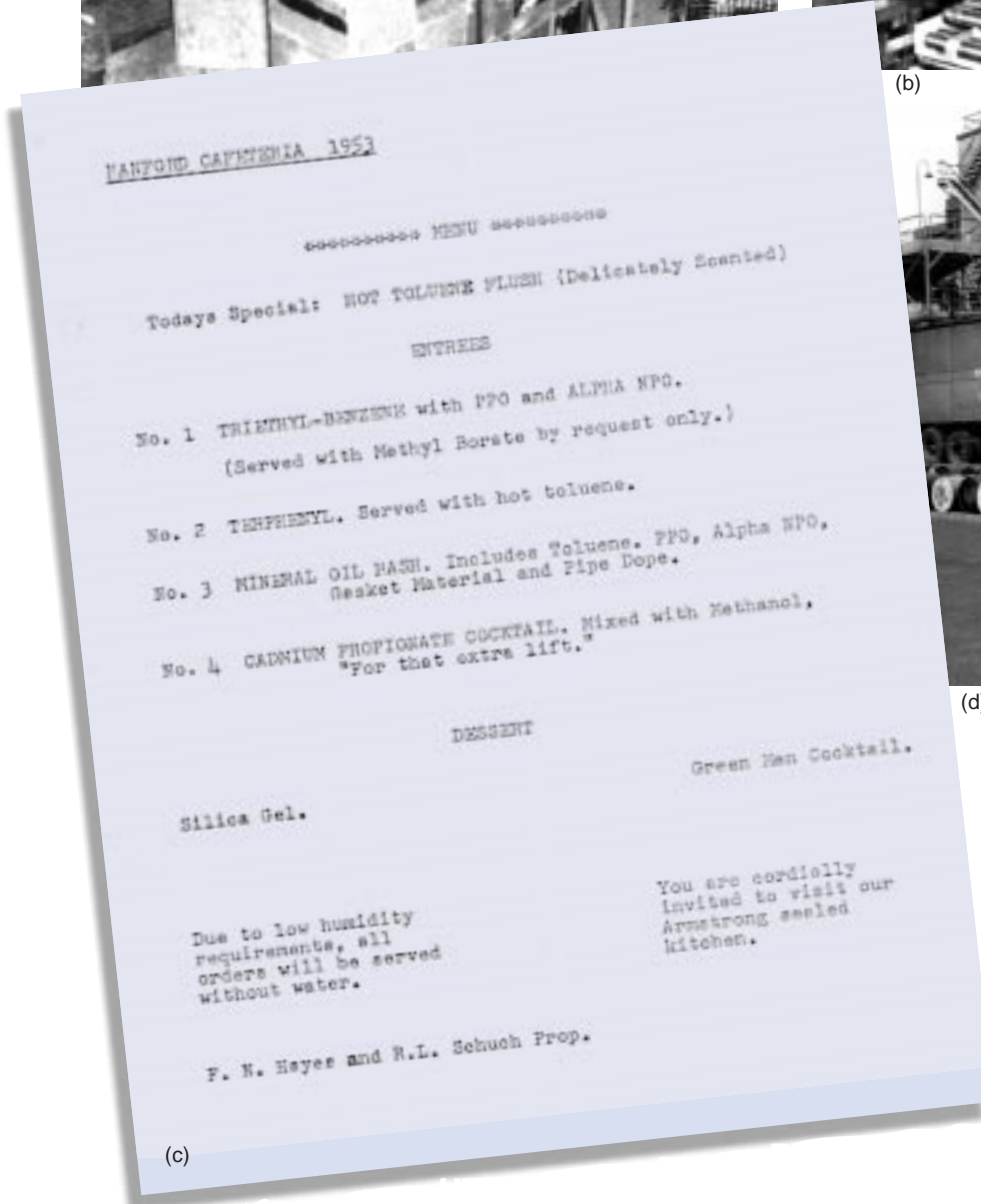 (b)
HANFORD CAFETERIA 1953
********** MENU **********
Todays Special: HOT TOLUENE FLUSH (Delicately Scented)
ENTREES
No. 1 TRIETHYL-BENZENE with PPO and ALPHA NPO.
(Served with Methyl Borate by request only.)
No. 2 TERPHENYL. Served with hot toluene.
No. 3 MINERAL OIL HASH. Includes Toluene. PPO, Alpha NPO,
Gasket Material and Pipe Dope.
No. 4 CADMIUM PROPIONATE COCKTAIL. Mixed with Methanol,
"For that extra lift."
(d)
DESSERT
Green Men Cocktail.
Silica Gel.
You are cordially
invited to visit our
Armstrong sealed
kitchen.
Due to low humidity
requirements, all
orders will be served
without water.
F. N. Hayes and R.L. Schuch Prop.
(c)